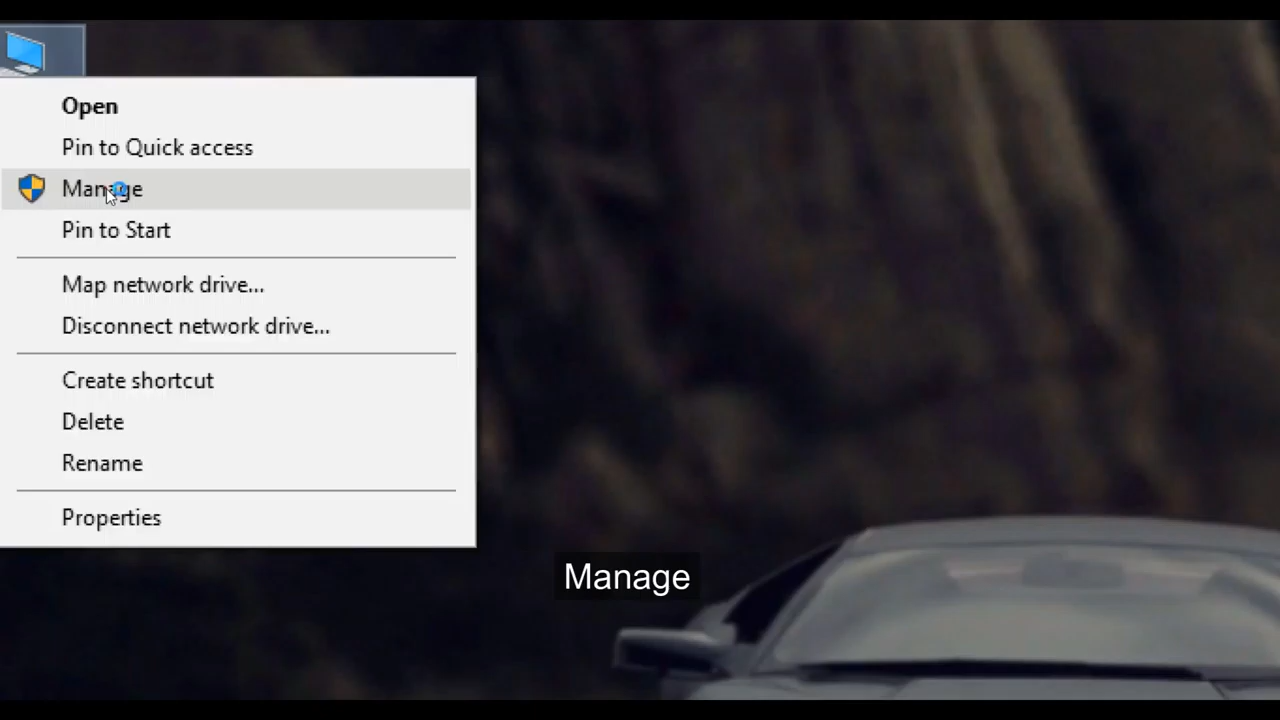 Open
Pin to Quick access
Manage
Pin to Start
Map network drive...
Disconnect network drive...
Create shortcut
Delete
Rename
Properties
Manage